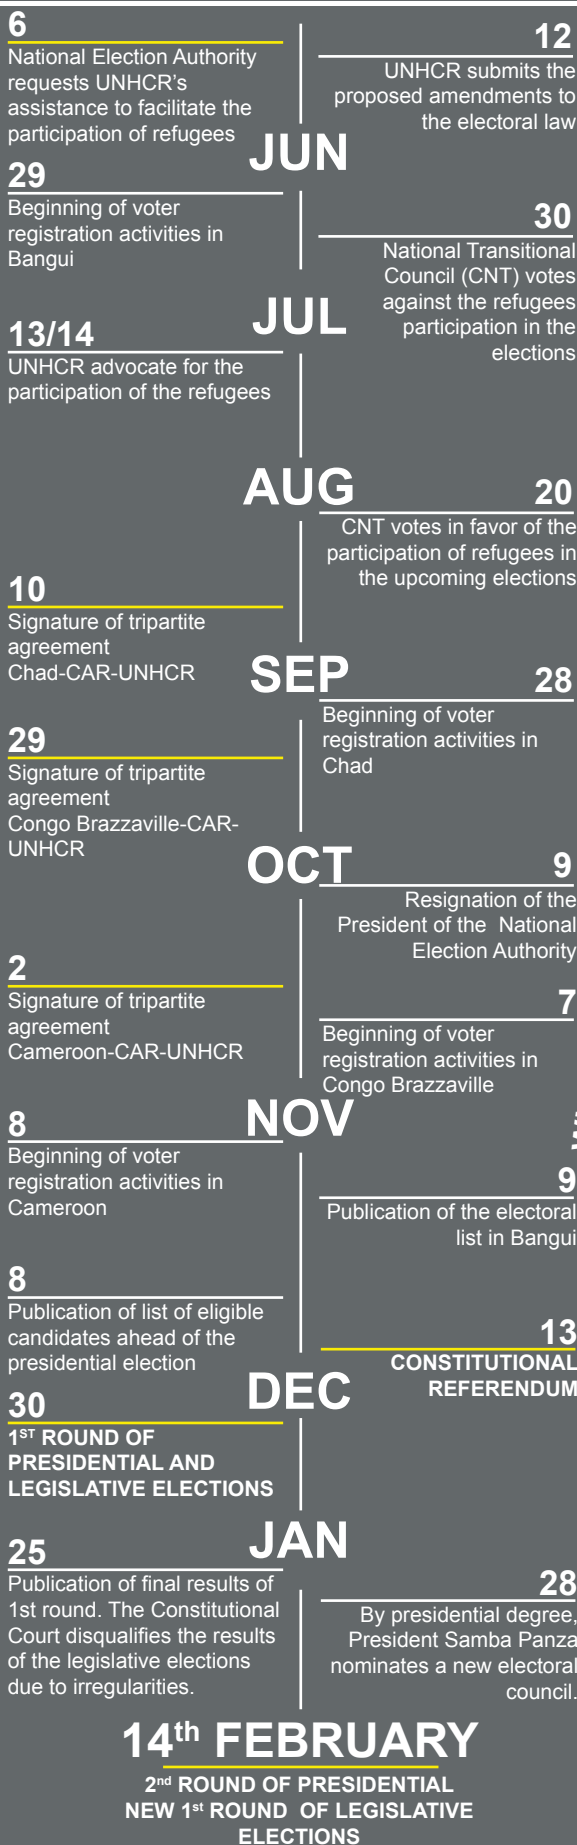 6
National Election Authority
requests UNHCR's
assistance to facilitate the
participation of refugees
12
UNHCR submits the
proposed amendments to
the electoral law
JUN
29
Beginning of voter
registration activities in
Bangui
30
National Transitional
Council (CNT) votes
against the refugees
participation in the
elections
JUL
13/14
UNHCR advocate for the
participation of the refugees
AUG
20
CNT votes in favor of the
participation of refugees in
the upcoming elections
10
Signature of tripartite
agreement
Chad-CAR-UNHCR
SEP
28
Beginning of voter
registration activities in
Chad
29
Signature of tripartite
agreement
Congo Brazzaville-CAR-
UNHCR
OCT
9
Resignation of the
President of the National
Election Authority
2
Signature of tripartite
agreement
Cameroon-CAR-UNHCR
7
Beginning of voter
registration activities in
Congo Brazzaville
NOV
8
Beginning of voter
registration activities in
Cameroon
9
Publication of the electoral
list in Bangui
8
Publication of list of eligible
candidates ahead of the
presidential election
13
CONSTITUTIONAL
REFERENDUM
DEC
30
1ST ROUND OF
PRESIDENTIAL AND
LEGISLATIVE ELECTIONS
JAN
25
Publication of final results of
1st round. The Constitutional
Court disqualifies the results
of the legislative elections
due to irregularities.
28
By presidential degree,
President Samba Panza
nominates a new electoral
council.
14th FEBRUARY
2nd ROUND OF PRESIDENTIAL
NEW 1st ROUND OF LEGISLATIVE
ELECTIONS